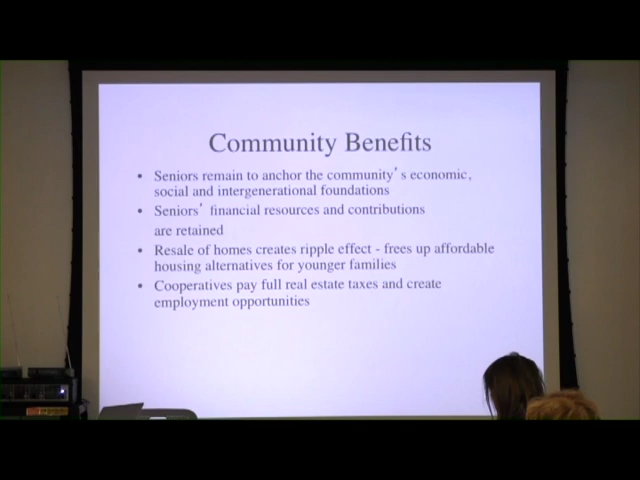 Community Benefits
• Seniors remain to anchor the community's economic,
social and intergenerational foundations
• Seniors' financial resources and contributions
are retained
• Resale of homes creates ripple effect - frees up affordable
housing alternatives for younger families
• Cooperatives pay full real estate taxes and create
employment opportunities